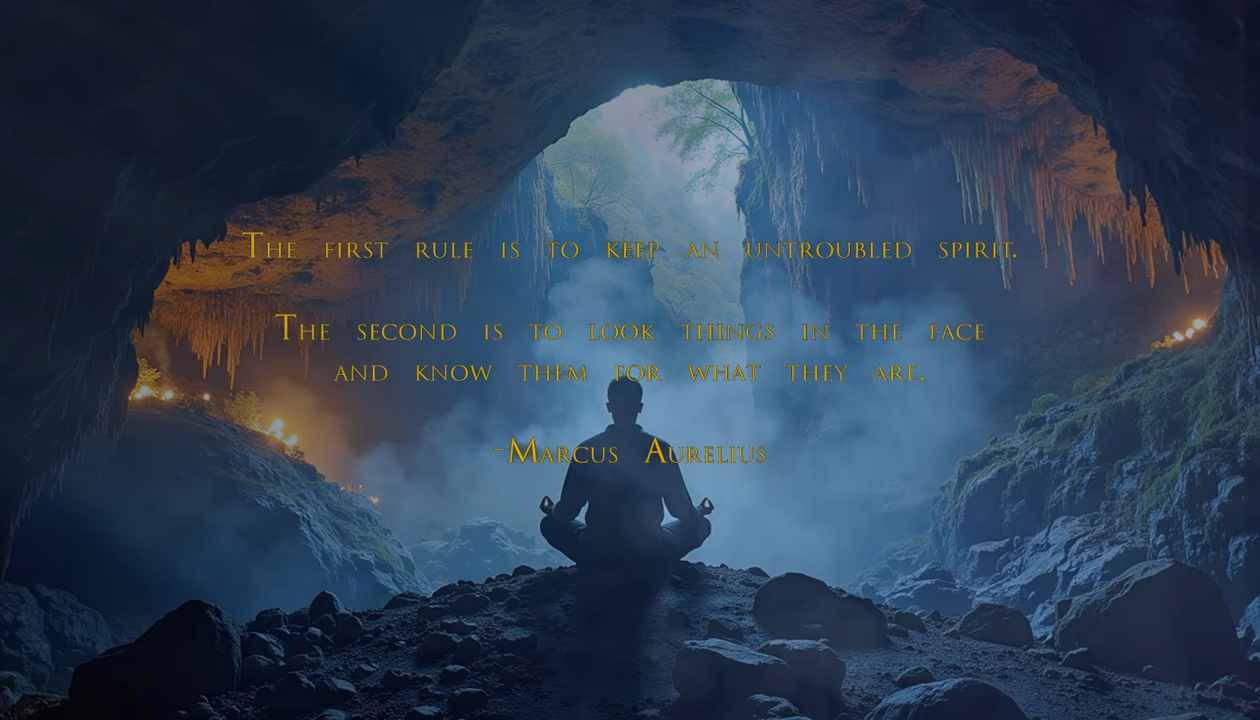 The first rule is to keep an untroubled spirit.
The second is to look things in the face
and know them for what they are.
-Marcus Aurelius